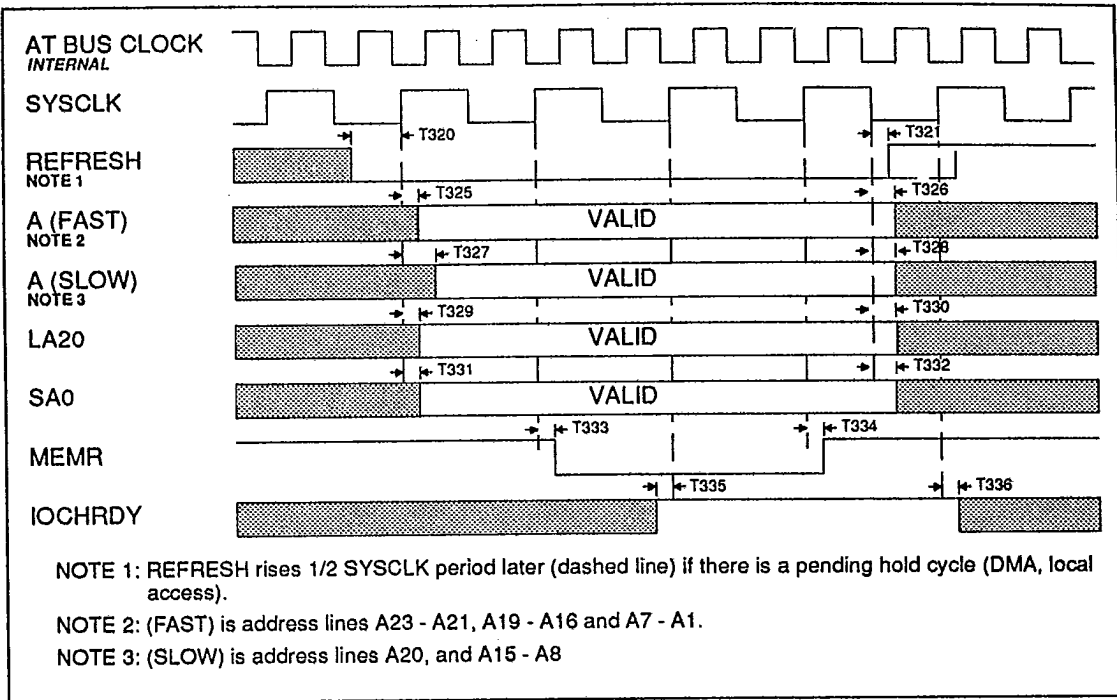 AT BUS CLOCK
INTERNAL
SYSCLK
T320
T321
REFRESH
NOTE 1
T325
T326
A (FAST)
NOTE 2
VALID
T327
T328
A (SLOW)
NOTE 3
VALID
T329
T330
LA20
VALID
T331
T332
SA0
VALID
T333
T334
MEMR
T335
T336
IOCHRDY
NOTE 1: REFRESH rises 1/2 SYSCLK period later (dashed line) if there is a pending hold cycle (DMA, local
access).
NOTE 2: (FAST) is address lines A23 - A21, A19 - A16 and A7 - A1.
NOTE 3: (SLOW) is address lines A20, and A15 - A8